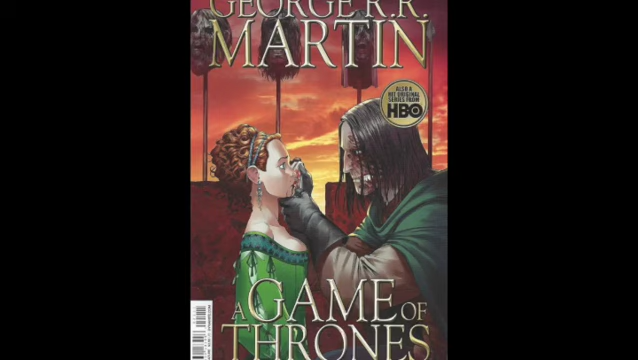 GEORGE R.R.
MARTIN
ALSO A
HIT ORIGINAL
SERIES FROM
HBO
A GAME OF
THRONES